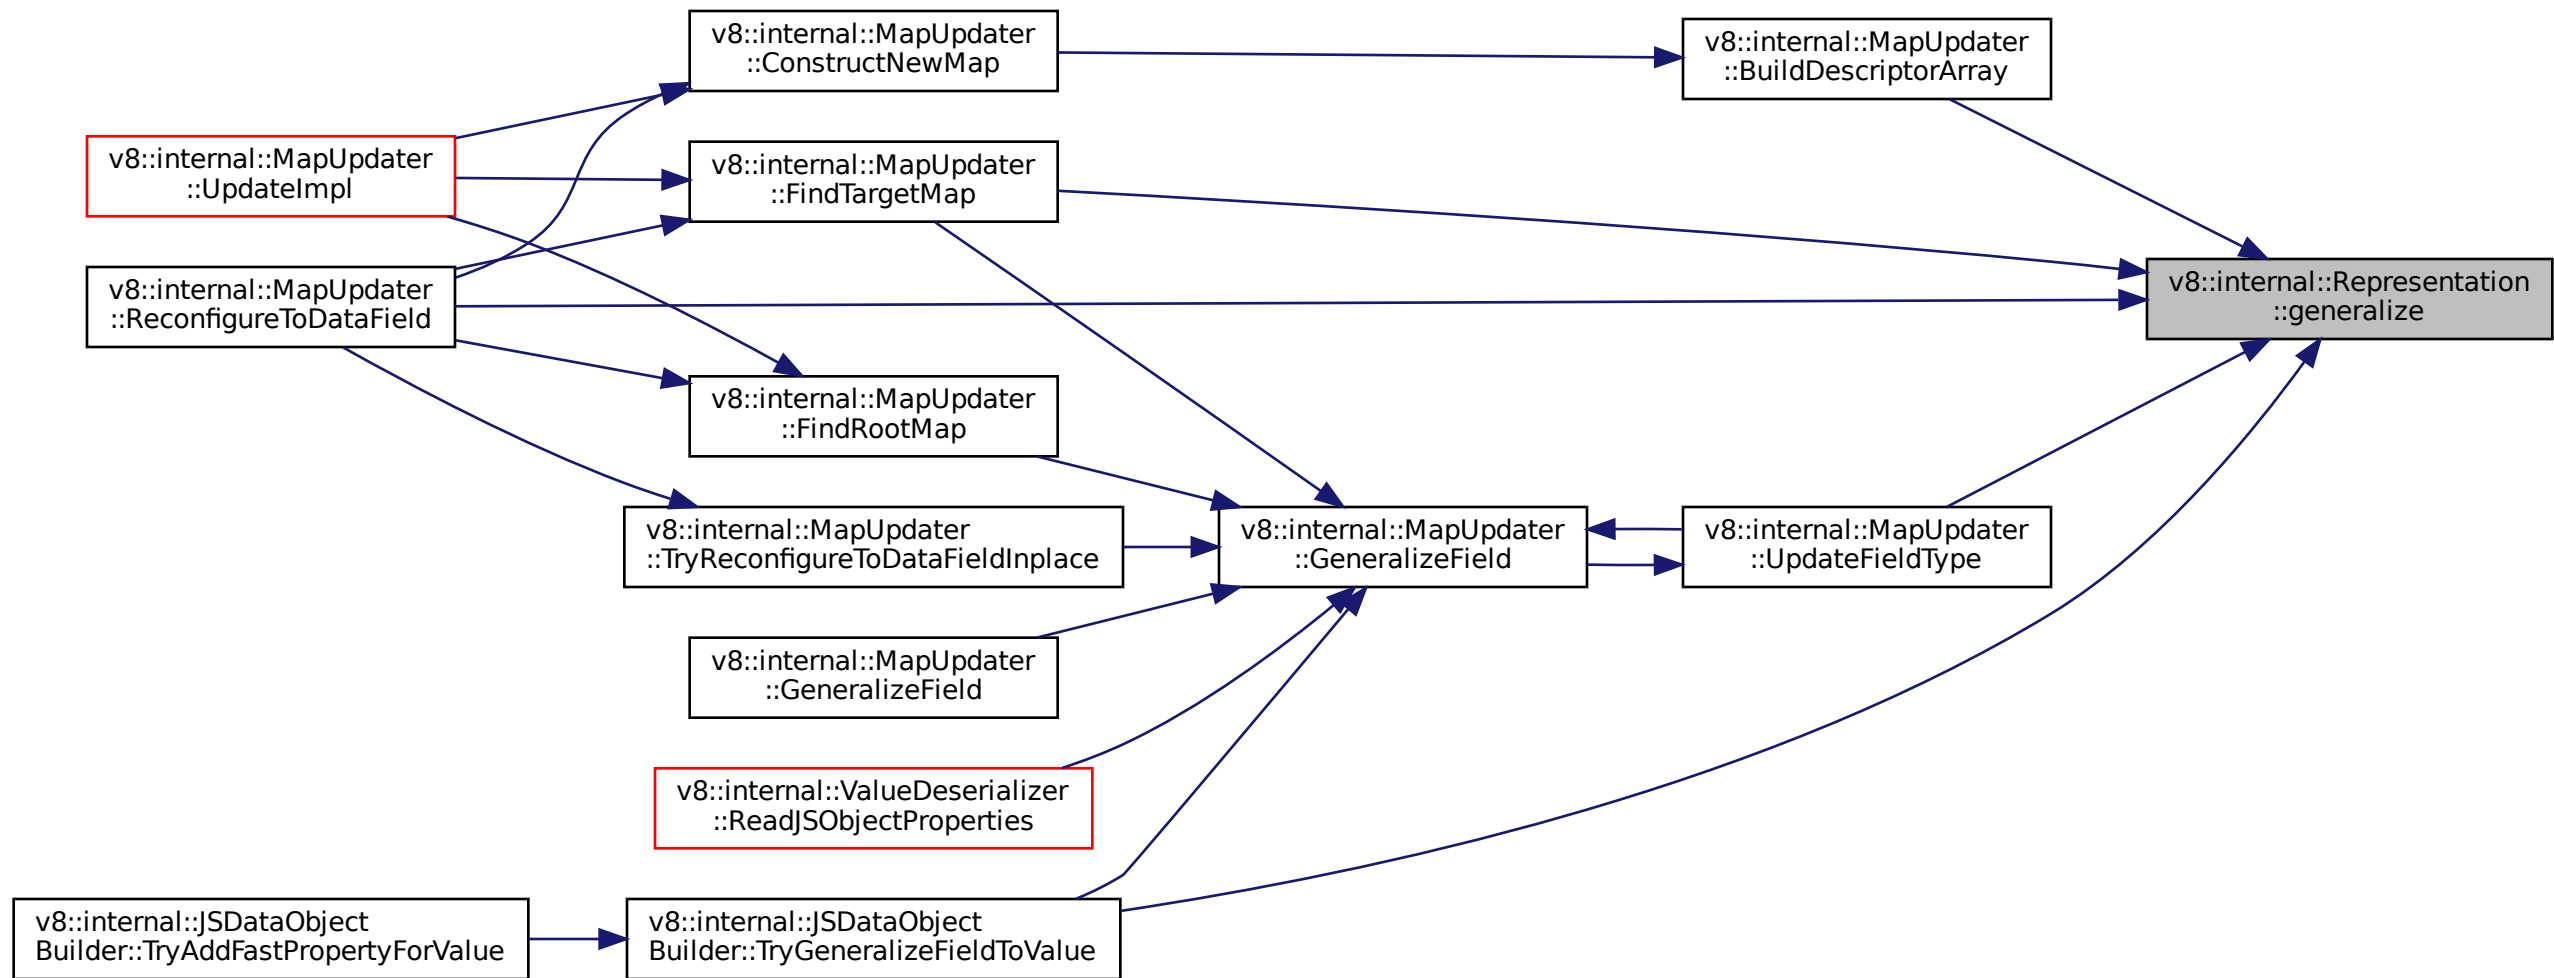 v8::internal::MapUpdater
::ConstructNewMap
v8::internal::MapUpdater
::BuildDescriptorArray
v8::internal::MapUpdater
::UpdateImpl
v8::internal::MapUpdater
::FindTargetMap
v8::internal::MapUpdater
::ReconfigureToDataField
v8::internal::Representation
::generalize
v8::internal::MapUpdater
::FindRootMap
v8::internal::MapUpdater
::TryReconfigureToDataFieldInplace
v8::internal::MapUpdater
::GeneralizeField
v8::internal::MapUpdater
::UpdateFieldType
v8::internal::MapUpdater
::GeneralizeField
v8::internal::ValueDeserializer
::ReadJSObjectProperties
v8::internal::JSDataObject
Builder::TryAddFastPropertyForValue
v8::internal::JSDataObject
Builder::TryGeneralizeFieldToValue